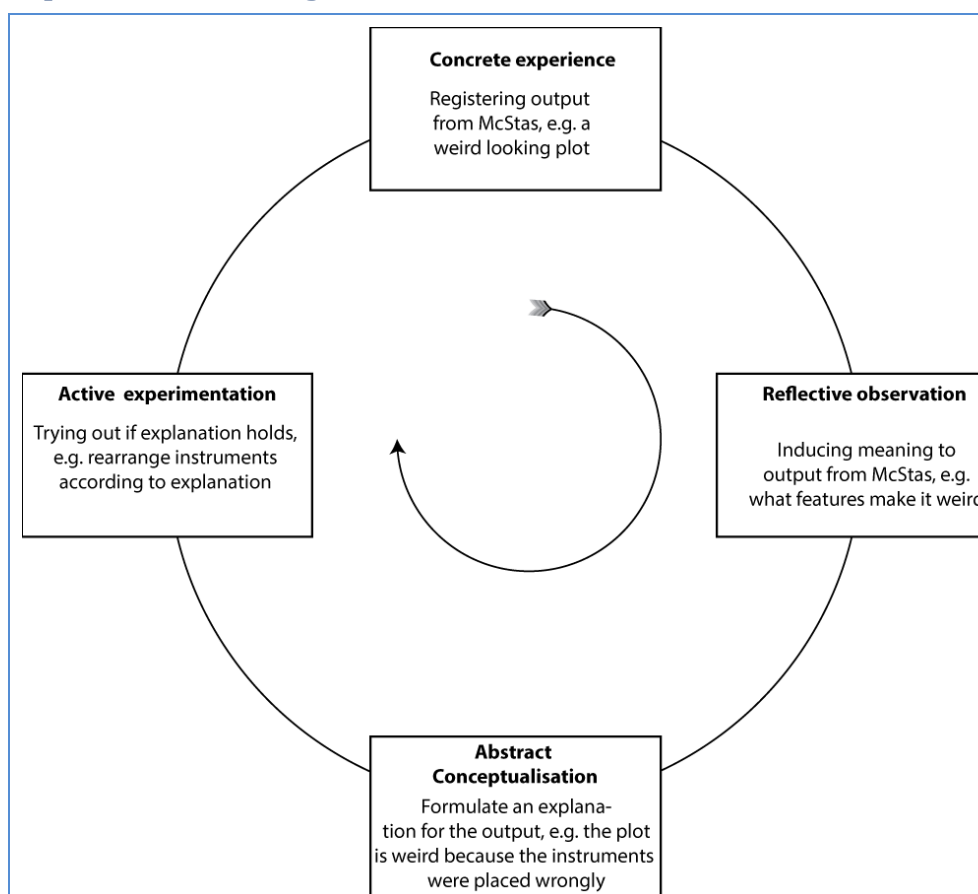 Concrete experience
Registering output
from McStas, e.g. a
weird looking plot
Active experimentation
Trying out if explanation holds,
e.g. rearrange instruments
according to explanation
Reflective observation
Inducing meaning to
output from McStas, e.g.
what features make it weird
Abstract
Conceptualisation
Formulate an explana-
tion for the output, e.g. the plot
is weird because the instruments
were placed wrongly